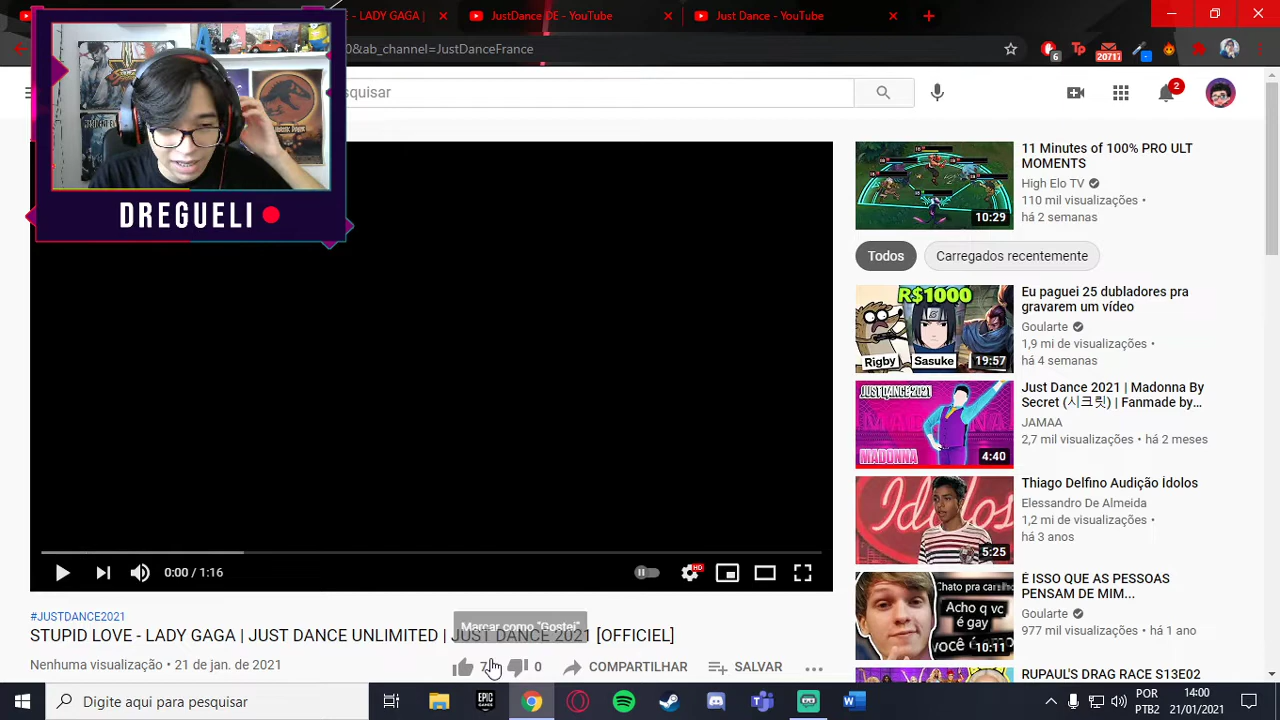 - LADY GAGA |
JustDance DE - YouTube
Just Dance - YouTube
0&ab_channel=JustDanceFrance
6
20717
squisar
2
DREGUELI
11 Minutes of 100% PRO ULT
MOMENTS
High Elo TV
110 mil visualizações •
há 2 semanas
10:29
Todos
Carregados recentemente
R$1000
Rigby
Sasuke
19:57
Eu paguei 25 dubladores pra
gravarem um vídeo
Goularte
1,9 mi de visualizações •
há 4 semanas
JUST DANCE 2021
MADONNA
4:40
Just Dance 2021 | Madonna By
Secret (시크릿) | Fanmade by...
JAMAA
2,7 mil visualizações • há 2 meses
Idolos
5:25
Thiago Delfino Audição Ídolos
Elessandro De Almeida
1,2 mi de visualizações •
há 3 anos
Chato pra
Acho q vc
é gay
você
10:11
É ISSO QUE AS PESSOAS
PENSAM DE MIM...
Goularte
977 mil visualizações • há 1 ano
RUPAUL'S DRAG RACE S13E02
0:00 / 1:16
HD
#JUSTDANCE2021
Marcar como "Gostei"
STUPID LOVE - LADY GAGA | JUST DANCE UNLIMITED | JUST DANCE 2021 [OFFICIEL]
Nenhuma visualização • 21 de jan. de 2021
7
0
COMPARTILHAR
SALVAR
Digite aqui para pesquisar
EPIC
GAMES
POR
PTB2
14:00
21/01/2021